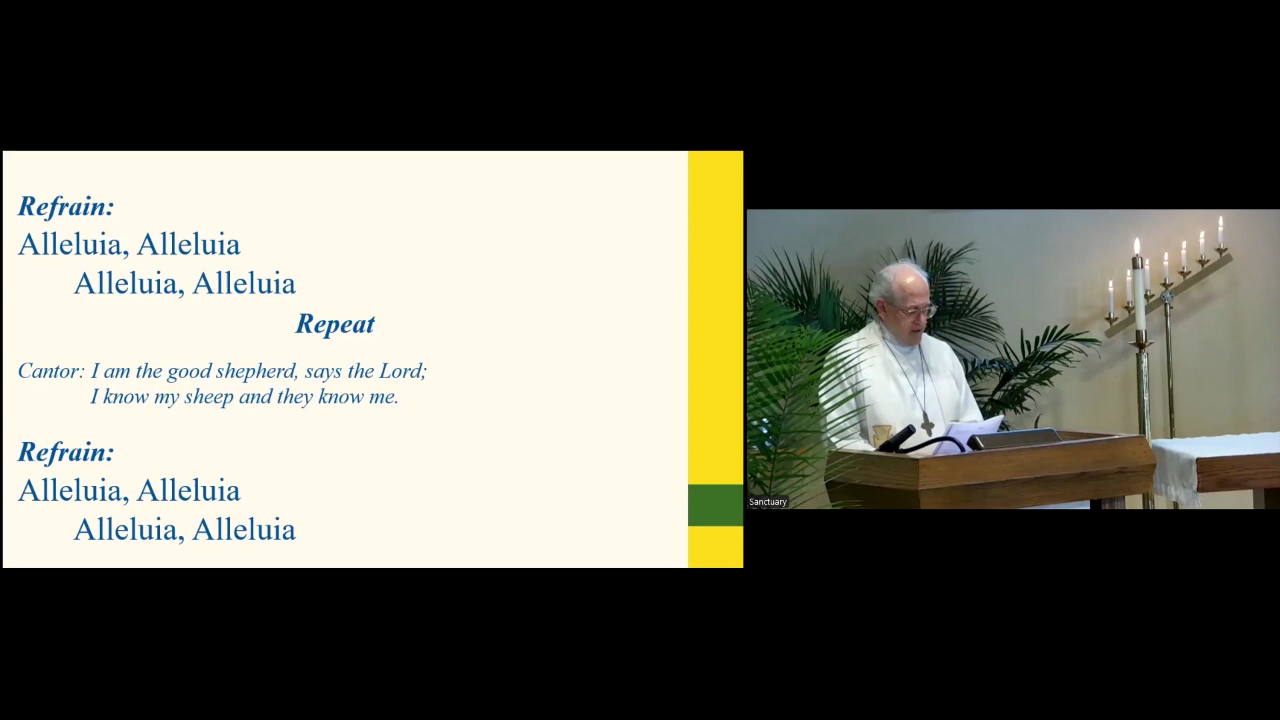 Refrain:
Alleluia, Alleluia
Alleluia, Alleluia
Repeat
Cantor: I am the good shepherd, says the Lord;
I know my sheep and they know me.
Refrain:
Alleluia, Alleluia
Alleluia, Alleluia
Sanctuary